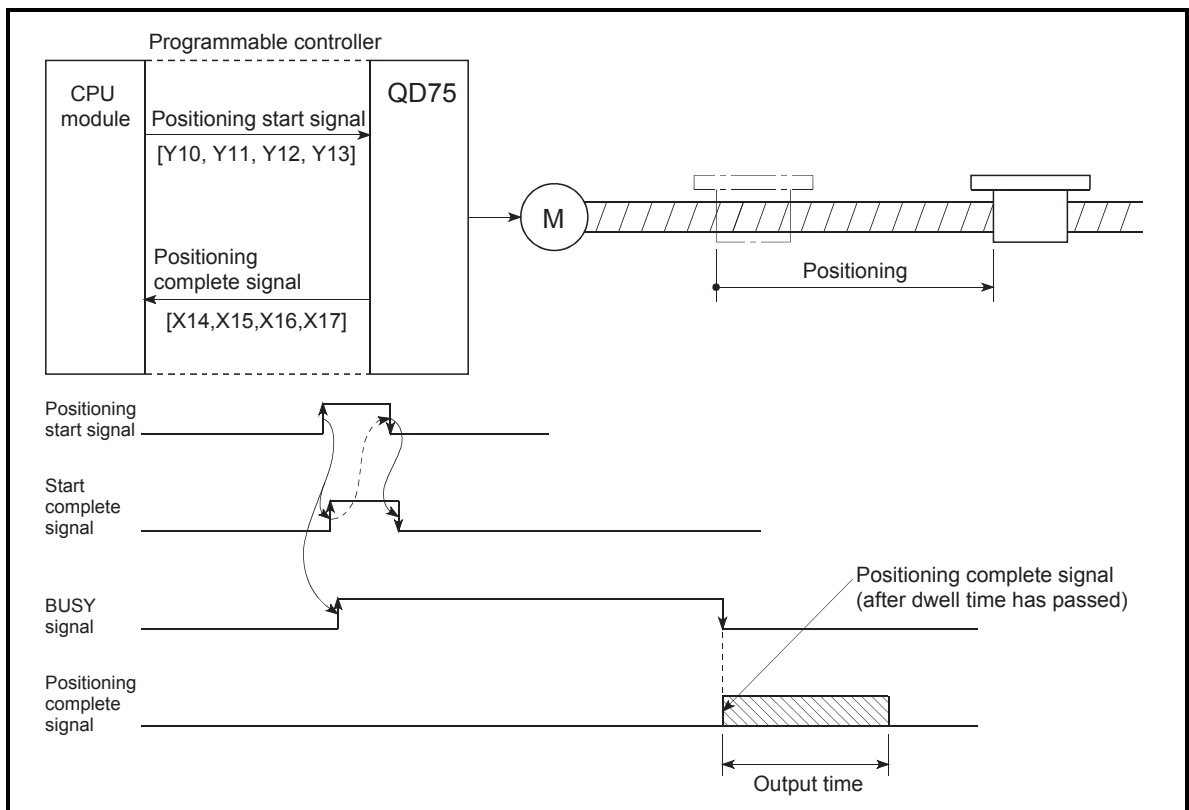 Programmable controller
CPU
module
QD75
Positioning start signal
[Y10, Y11, Y12, Y13]
Positioning
complete signal
[X14,X15,X16,X17]
M
Positioning
Positioning
start signal
Start
complete
signal
BUSY
signal
Positioning complete signal
(after dwell time has passed)
Positioning
complete
signal
Output time